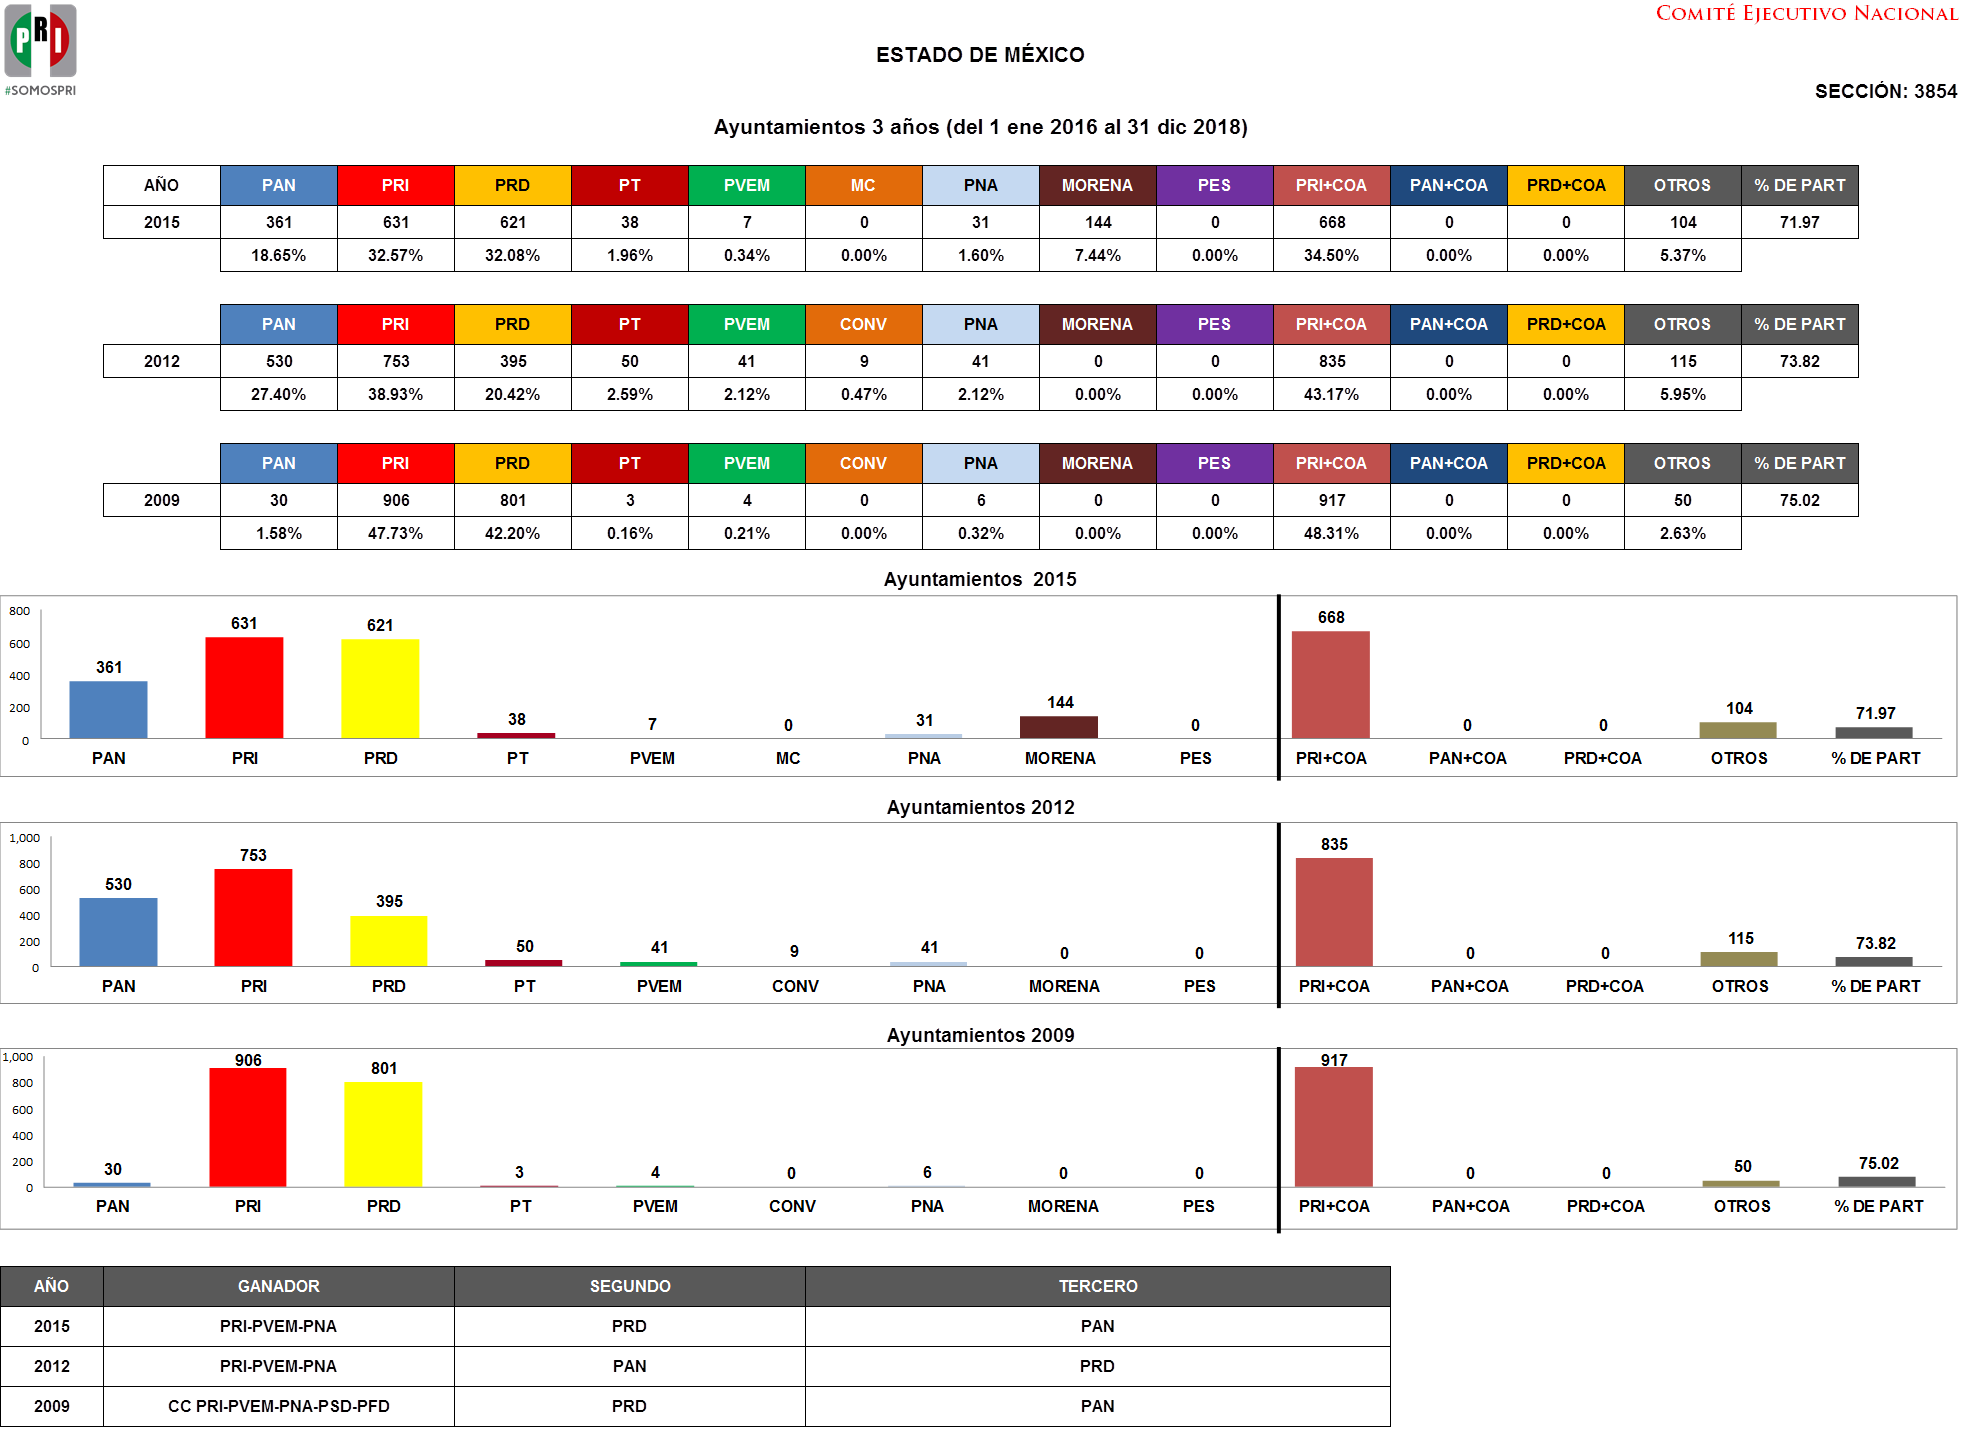 PRI
#SOMOSPRI
COMITÉ EJECUTIVO NACIONAL
ESTADO DE MÉXICO
SECCIÓN: 3854
Ayuntamientos 3 años (del 1 ene 2016 al 31 dic 2018)
AÑO PAN PRI PRD PT PVEM MC PNA MORENA PES PRI+COA PAN+COA PRD+COA OTROS % DE PART
2015 361 631 621 38 7 0 31 144 0 668 0 0 104 71.97
18.65% 32.57% 32.08% 1.96% 0.34% 0.00% 1.60% 7.44% 0.00% 34.50% 0.00% 0.00% 5.37%
PAN PRI PRD PT PVEM CONV PNA MORENA PES PRI+COA PAN+COA PRD+COA OTROS % DE PART
2012 530 753 395 50 41 9 41 0 0 835 0 0 115 73.82
27.40% 38.93% 20.42% 2.59% 2.12% 0.47% 2.12% 0.00% 0.00% 43.17% 0.00% 0.00% 5.95%
PAN PRI PRD PT PVEM CONV PNA MORENA PES PRI+COA PAN+COA PRD+COA OTROS % DE PART
2009 30 906 801 3 4 0 6 0 0 917 0 0 50 75.02
1.58% 47.73% 42.20% 0.16% 0.21% 0.00% 0.32% 0.00% 0.00% 48.31% 0.00% 0.00% 2.63%
Ayuntamientos 2015
800
600
400
200
0
361 631 621 38 7 0 31 144 0 668 0 0 104 71.97
PAN PRI PRD PT PVEM MC PNA MORENA PES PRI+COA PAN+COA PRD+COA OTROS % DE PART
Ayuntamientos 2012
1,000
800
600
400
200
0
530 753 395 50 41 9 41 0 0 835 0 0 115 73.82
PAN PRI PRD PT PVEM CONV PNA MORENA PES PRI+COA PAN+COA PRD+COA OTROS % DE PART
Ayuntamientos 2009
1,000
800
600
400
200
0
30 906 801 3 4 0 6 0 0 917 0 0 50 75.02
PAN PRI PRD PT PVEM CONV PNA MORENA PES PRI+COA PAN+COA PRD+COA OTROS % DE PART
AÑO GANADOR SEGUNDO TERCERO
2015 PRI-PVEM-PNA PRD PAN
2012 PRI-PVEM-PNA PAN PRD
2009 CC PRI-PVEM-PNA-PSD-PFD PRD PAN